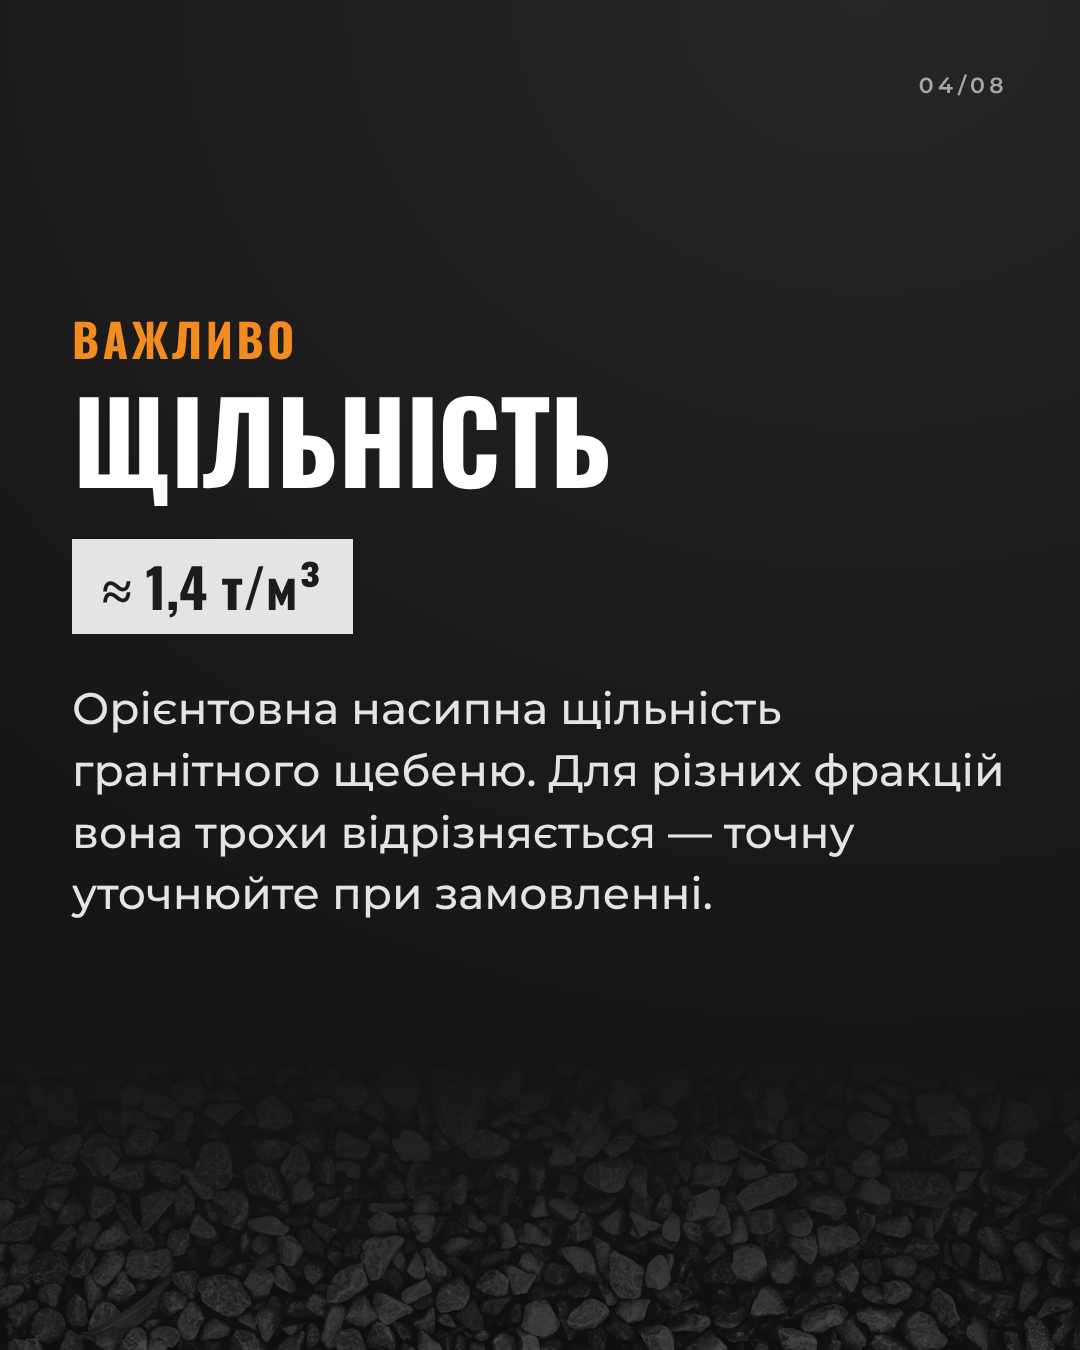 04/08
ВАЖЛИВО
ЩІЛЬНІСТЬ
≈ 1,4 т/м³
Орієнтовна насипна щільність
гранітного щебеню. Для різних фракцій
вона трохи відрізняється — точну
уточнюйте при замовленні.